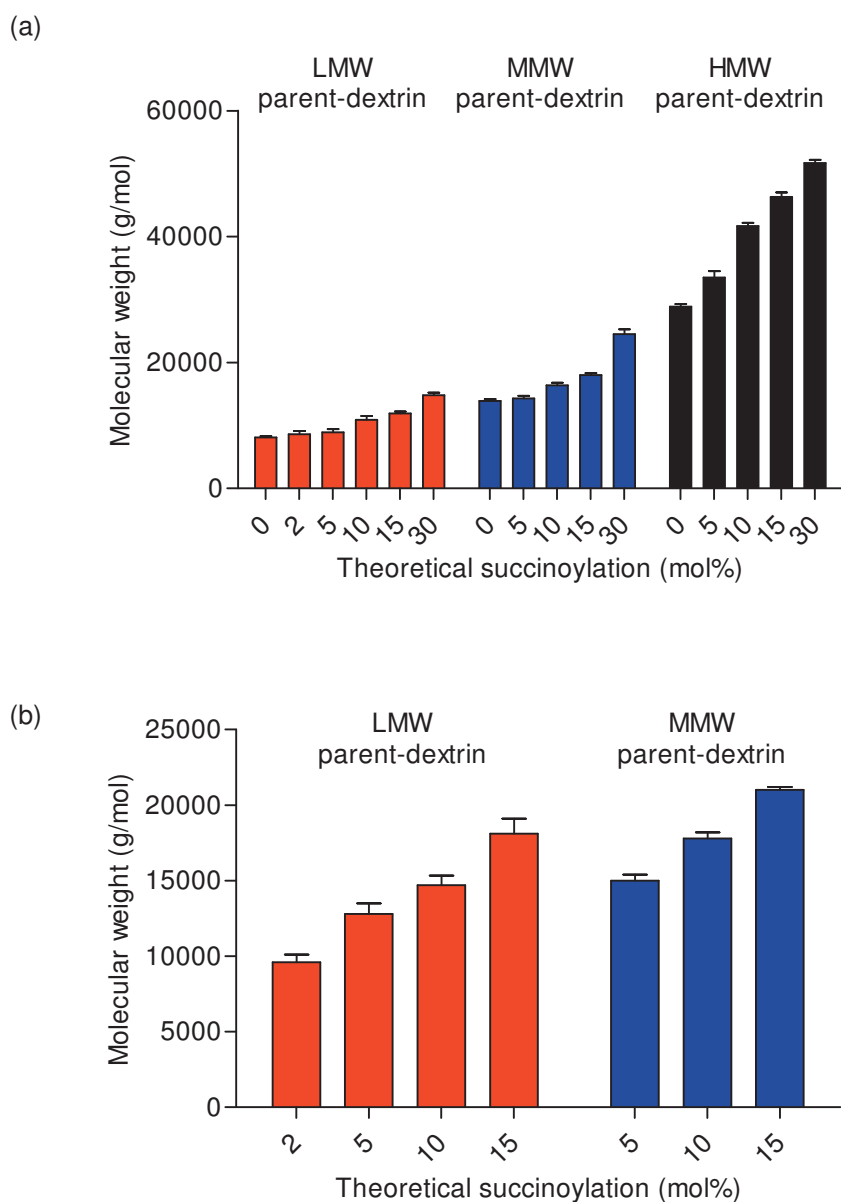 (a)
LMW
parent-dextrin
MMW
parent-dextrin
HMW
parent-dextrin
60000
40000
20000
0
Molecular weight (g/mol)
0 2 5 10 15 30 0 5 10 15 30 0 5 10 15 30
Theoretical succinoylation (mol%)
(b)
LMW
parent-dextrin
MMW
parent-dextrin
25000
20000
15000
10000
5000
0
Molecular weight (g/mol)
2 5 10 15 5 10 15
Theoretical succinoylation (mol%)